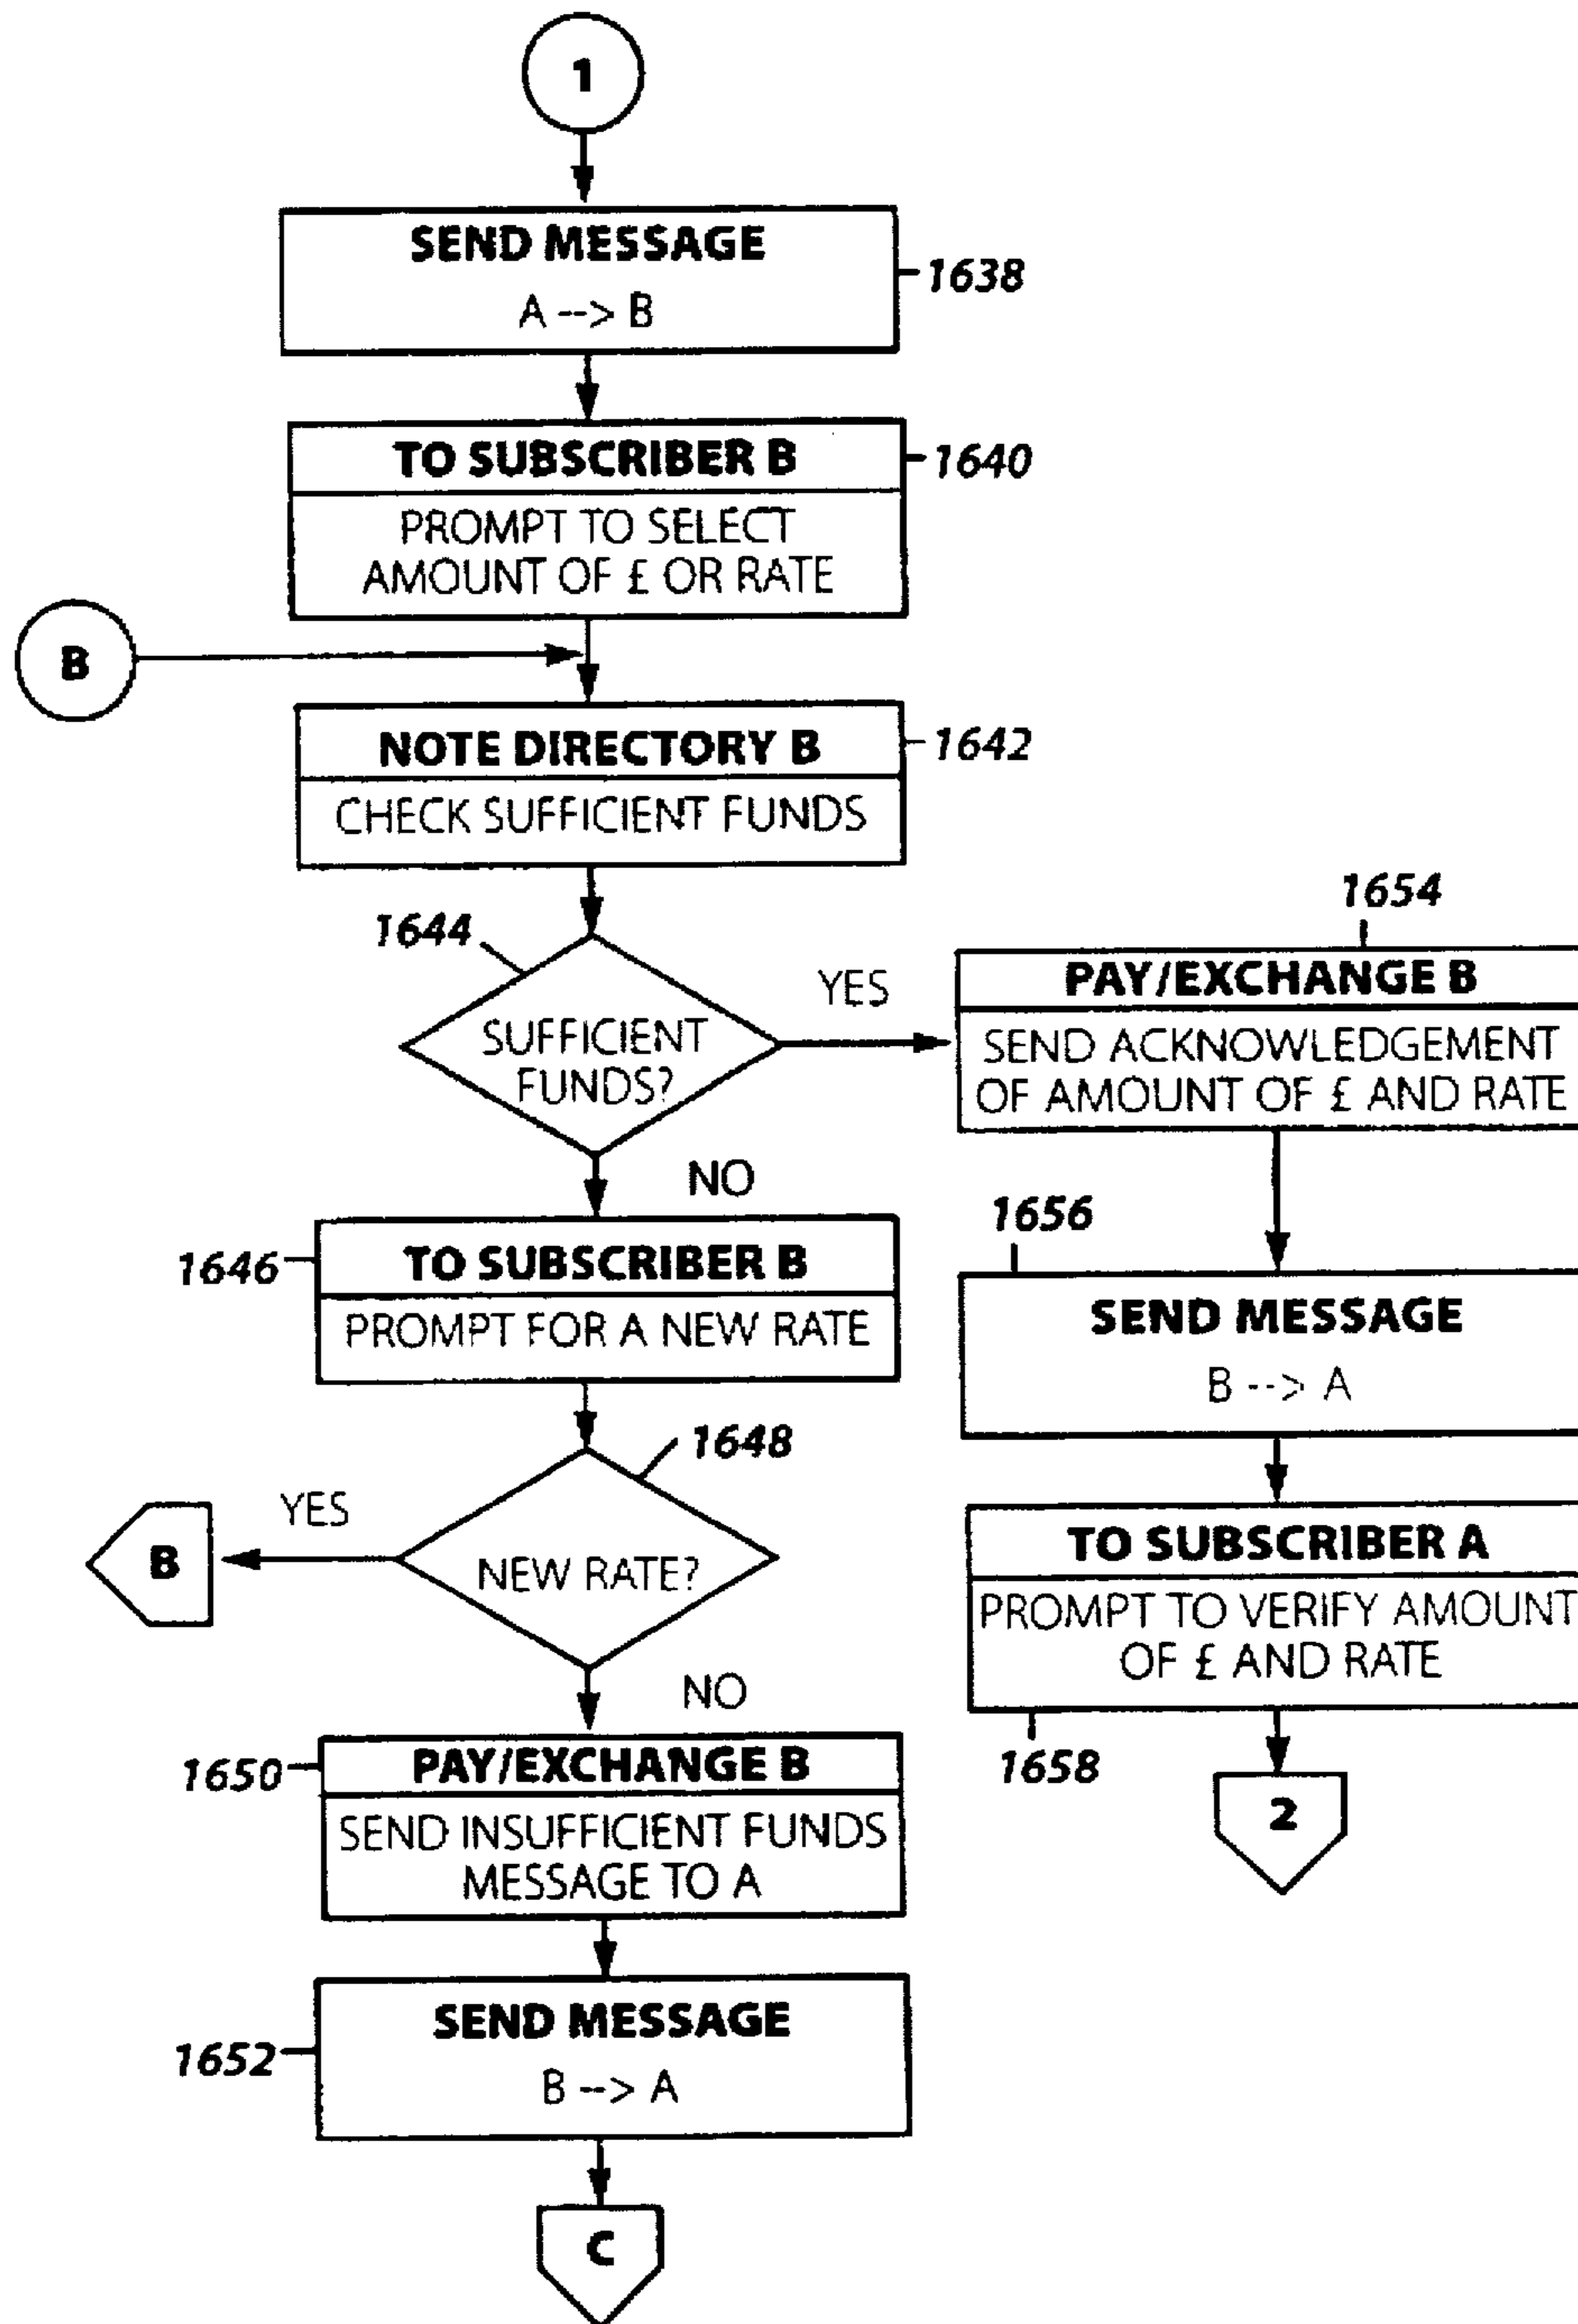 1
SEND MESSAGE
A --> B
1638
TO SUBSCRIBER B
1640
PROMPT TO SELECT
AMOUNT OF £ OR RATE
B
NOTE DIRECTORY B
1642
CHECK SUFFICIENT FUNDS
1644
SUFFICIENT
FUNDS?
YES
NO
1646
TO SUBSCRIBER B
PROMPT FOR A NEW RATE
1648
NEW RATE?
YES
B
NO
1650
PAY/EXCHANGE B
SEND INSUFFICIENT FUNDS
MESSAGE TO A
1652
SEND MESSAGE
B --> A
C
1654
PAY/EXCHANGE B
SEND ACKNOWLEDGEMENT
OF AMOUNT OF £ AND RATE
1656
SEND MESSAGE
B --> A
TO SUBSCRIBER A
PROMPT TO VERIFY AMOUNT
OF £ AND RATE
1658
2